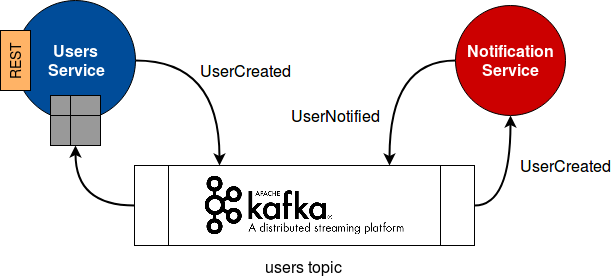 REST
Users
Service
Notification
Service
UserCreated
UserNotified
UserCreated
APACHE
kafka
A distributed streaming platform
users topic